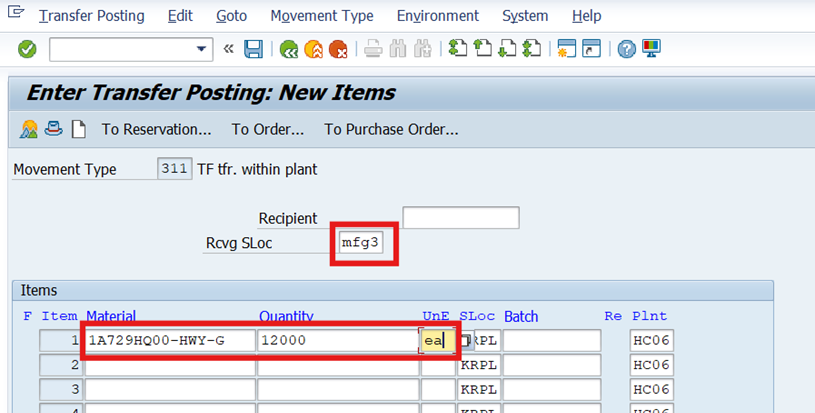 Transfer Posting Edit Goto Movement Type Environment System Help
Enter Transfer Posting: New Items
To Reservation... To Order... To Purchase Order...
Movement Type 311 TF tfr. within plant
Recipient
Rcvg SLoc mfg3
Items
F Item Material Quantity UnE SLoc Batch Re Plnt
1 1A729HQ00-HWY-G 12000 ea RPL HC06
2 KRPL HC06
3 KRPL HC06
4 KRPL HC06